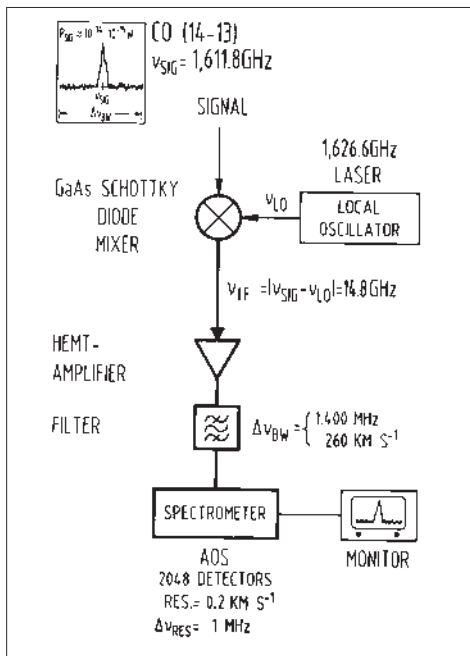 CO (14-13)
ν_SIG = 1,611.8GHz
ν_SIG
Δν_BW
SIGNAL
1,626.6GHz
LASER
GaAs SCHOTTKY
DIODE
MIXER
ν_LO
LOCAL
OSCILLATOR
ν_IF = |ν_SIG - ν_LO| = 14.8GHz
HEMT-
AMPLIFIER
FILTER
Δν_BW = { 1.400 MHz
260 KM S⁻¹
SPECTROMETER
AOS
MONITOR
2048 DETECTORS
RES. = 0.2 KM S⁻¹
Δν_RES = 1 MHz